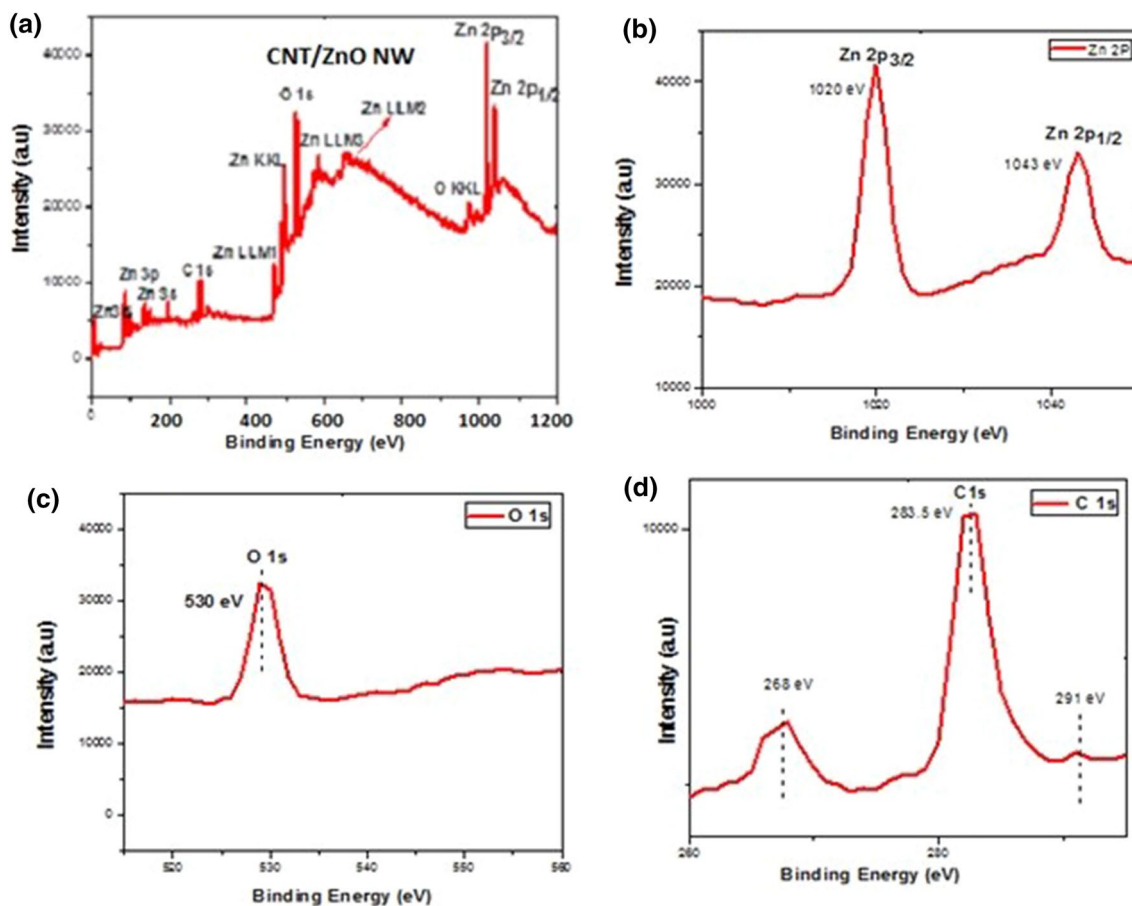 (a)
CNT/ZnO NW
Zn 2p3/2
Zn 2p1/2
O 1s
Zn LLM2
Zn LLM3
Zn KKL
O KKL
Zn LLM1
C 1s
Zn 3p
Zn 3s
40000
30000
20000
10000
0
Intensity (a.u)
0 200 400 600 800 1000 1200
Binding Energy (eV)
(b)
Zn 2P
Zn 2p3/2
1020 eV
Zn 2p1/2
1043 eV
40000
30000
20000
10000
Intensity (a.u)
1000 1020 1040
Binding Energy (eV)
(c)
O 1s
O 1s
530 eV
40000
30000
20000
10000
0
Intensity (a.u)
520 530 540 550 560
Binding Energy (eV)
(d)
C 1s
C1s
283.5 eV
268 eV
291 eV
10000
Intensity (a.u)
260 280
Binding Energy (eV)